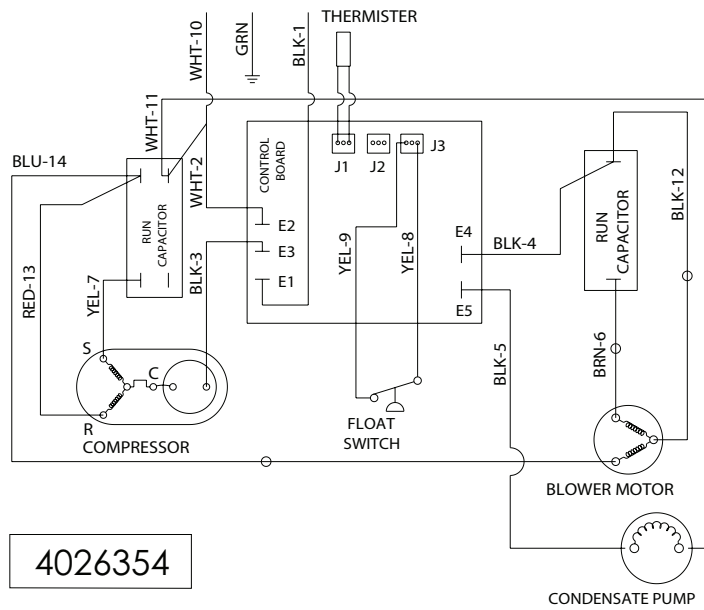 THERMISTER
WHT-10
GRN
BLK-1
WHT-11
BLU-14
WHT-2
CONTROL
BOARD
J1
J2
J3
RUN
CAPACITOR
E2
E3
E1
E4
E5
BLK-4
RUN
CAPACITOR
BLK-12
RED-13
YEL-7
BLK-3
YEL-9
YEL-8
BLK-5
BRN-6
S
C
R
COMPRESSOR
FLOAT
SWITCH
BLOWER MOTOR
4026354
CONDENSATE PUMP